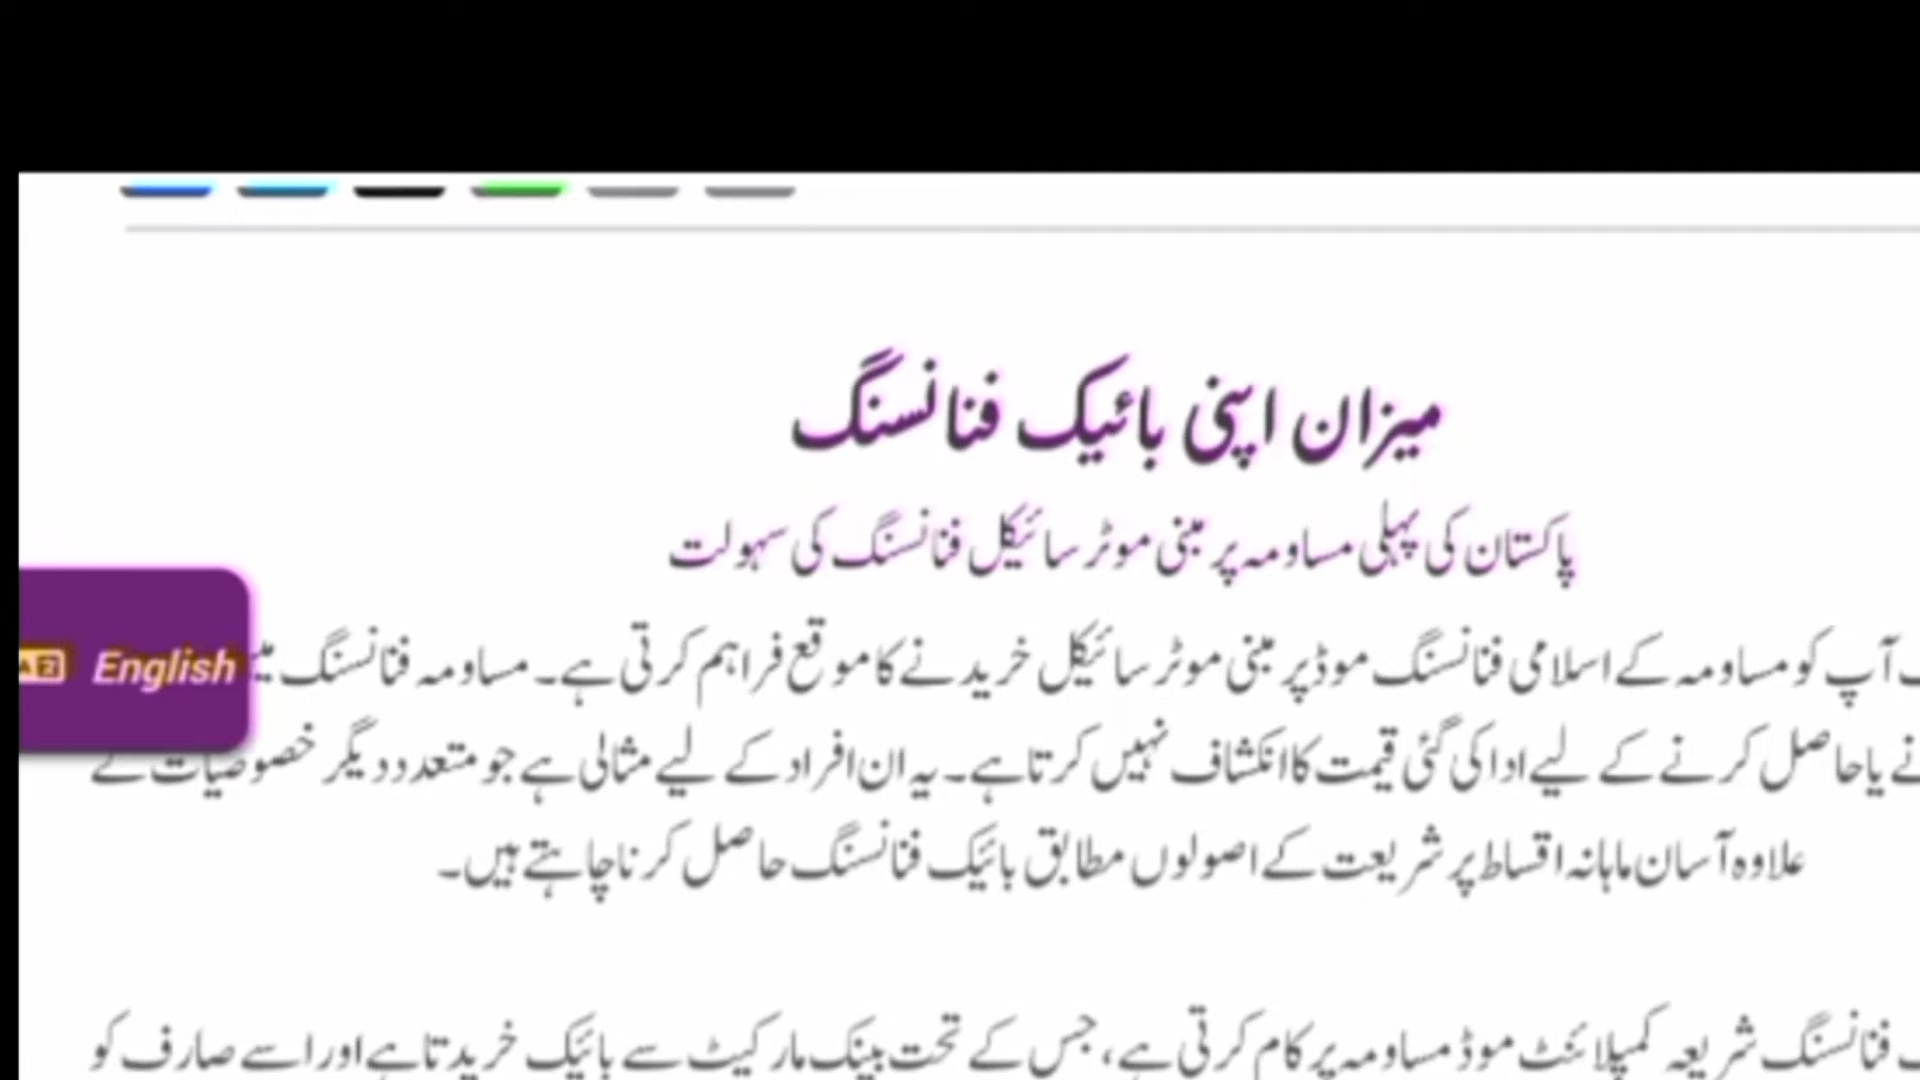 میزان اپنی بائیک فنانسنگ
پاکستان کی پہلی مساومہ پر مبنی موٹر سائیکل فنانسنگ کی سہولت
آپ کو مساومہ کے اسلامی فنانسنگ موڈ پر مبنی موٹر سائیکل خریدنے کا موقع فراہم کرتی ہے۔ مساومہ فنانسنگ
English
نے یا حاصل کرنے کے لیے ادا کی گئی قیمت کا انکشاف نہیں کرتا ہے۔ یہ ان افراد کے لیے مثالی ہے جو متعدد دیگر خصوصیات کے
علاوہ آسان ماہانہ اقساط پر شریعت کے اصولوں مطابق بائیک فنانسنگ حاصل کرنا چاہتے ہیں۔
فنانسنگ شریعہ کمپلائنٹ موڈ مساومہ پر کام کرتی ہے، جس کے تحت بینک مارکیٹ سے بائیک خریدتا ہے اور اسے صارف کو